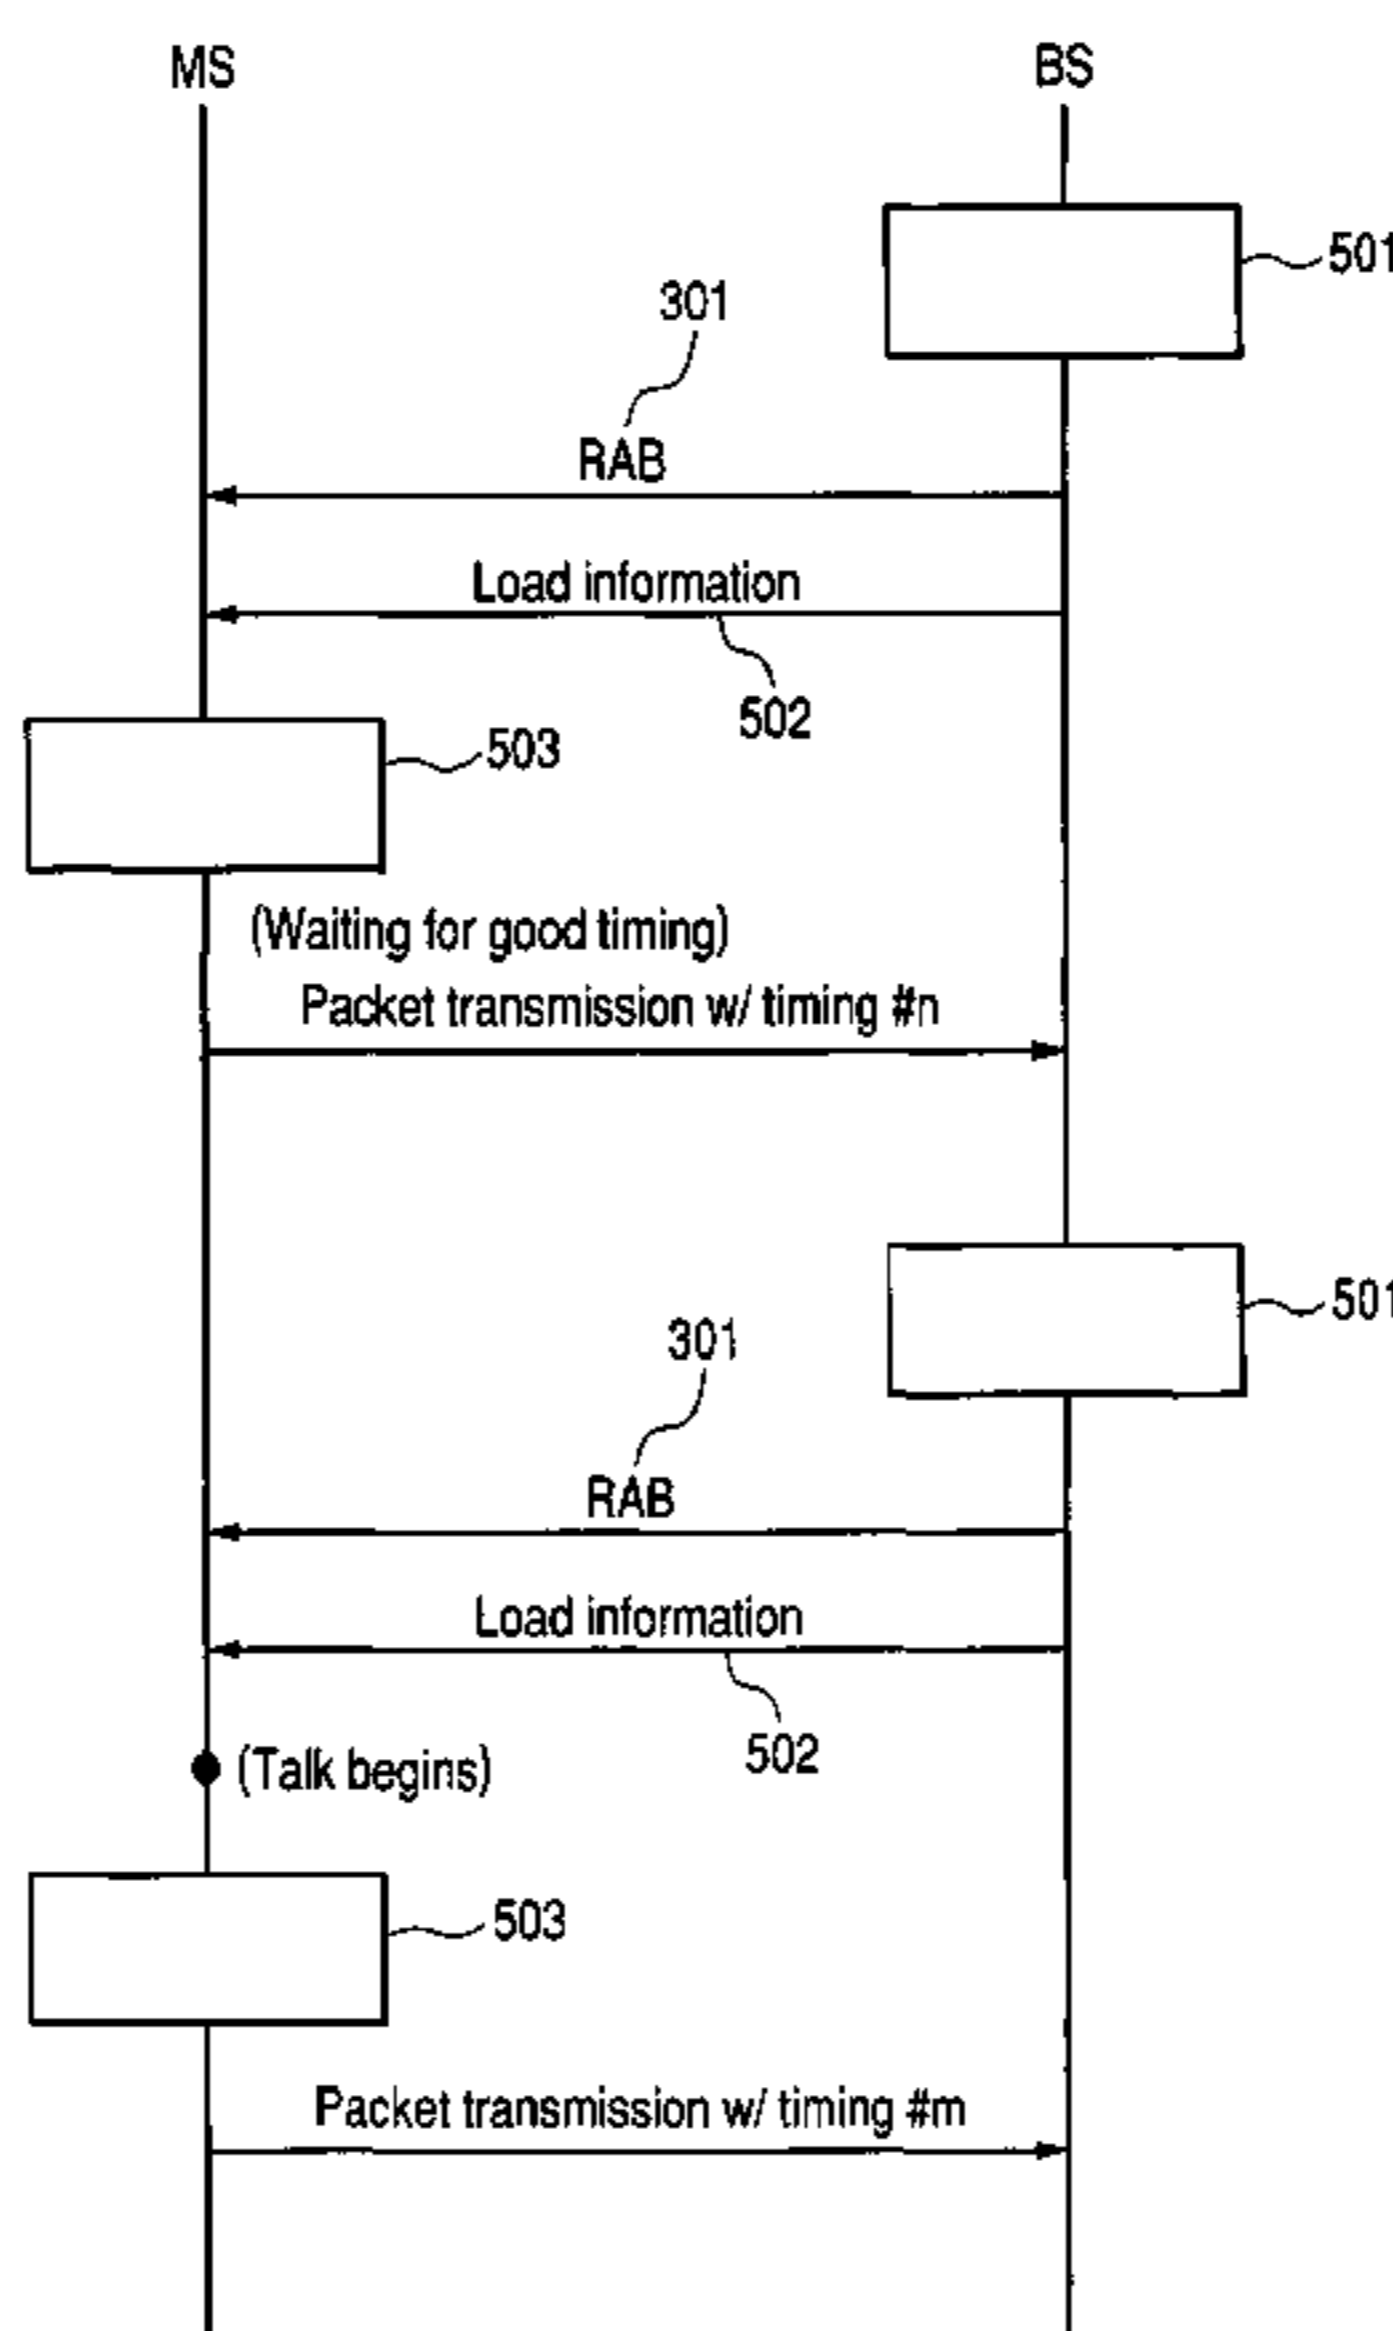 MS
BS
501
301
RAB
Load information
502
503
(Waiting for good timing)
Packet transmission w/ timing #n
501
301
RAB
Load information
502
(Talk begins)
503
Packet transmission w/ timing #m